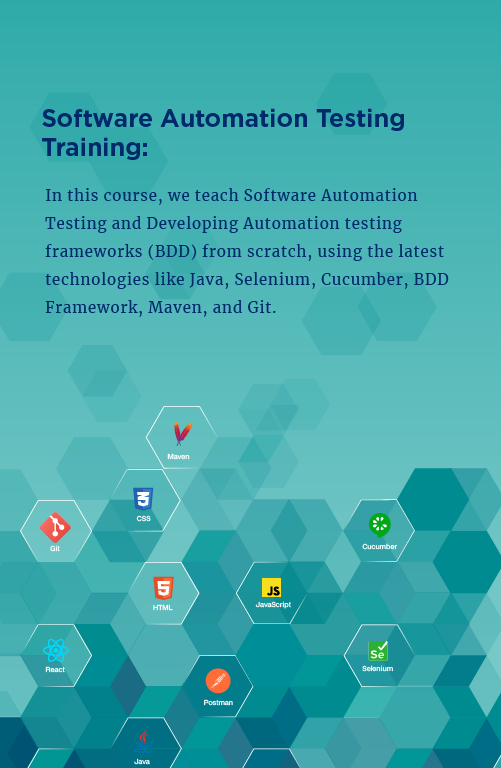 Software Automation Testing
Training:
In this course, we teach Software Automation
Testing and Developing Automation testing
frameworks (BDD) from scratch, using the latest
technologies like Java, Selenium, Cucumber, BDD
Framework, Maven, and Git.
Maven
CSS
Git
Cucumber
5
HTML
JS
JavaScript
React
Se
Selenium
Postman
Java